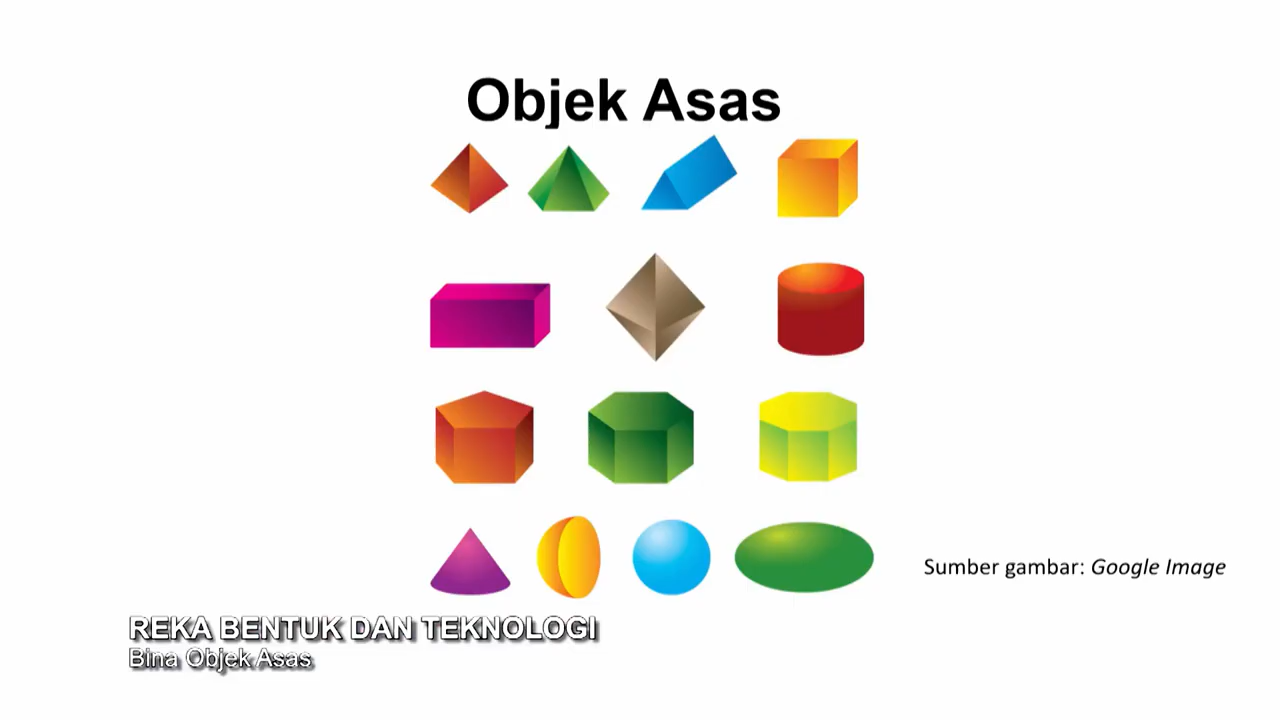 Objek Asas
Sumber gambar: Google Image
REKA BENTUK DAN TEKNOLOGI
Bina Objek Asas